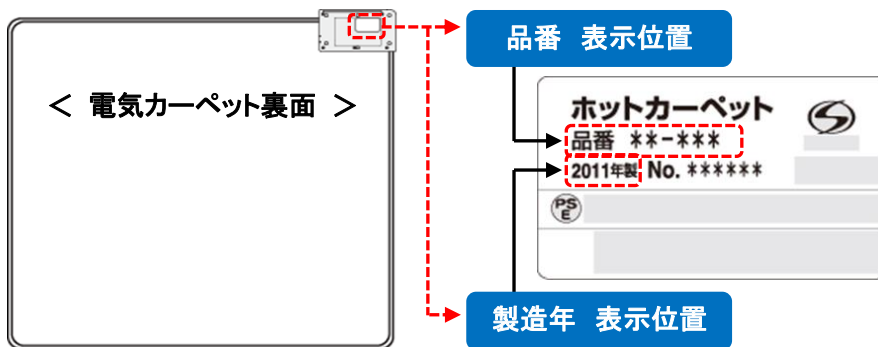 品番 表示位置
＜ 電気カーペット裏面 ＞
ホットカーペット
品番 **-***
2011年製 No. ******
PS
E
製造年 表示位置